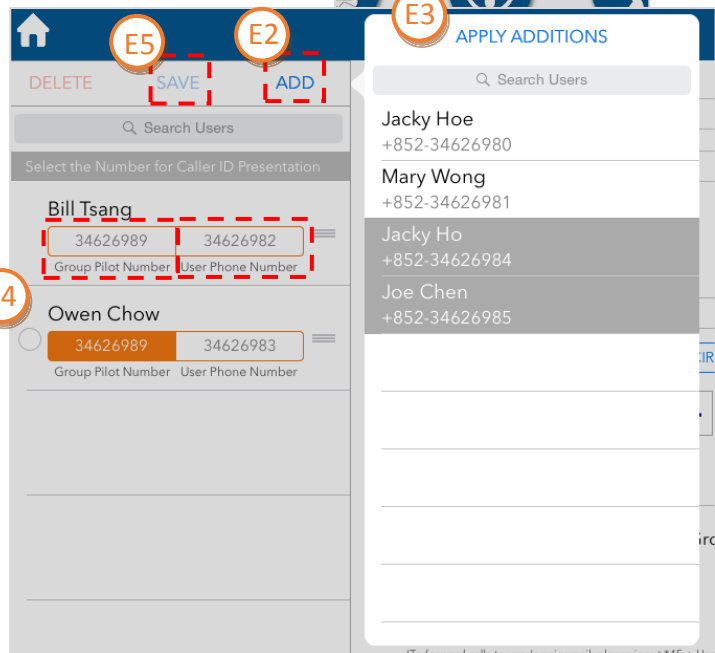 E5
E2
E3
DELETE
SAVE
ADD
Search Users
Select the Number for Caller ID Presentation
Bill Tsang
34626989
34626982
Group Pilot Number
User Phone Number
4
Owen Chow
34626989
34626983
Group Pilot Number
User Phone Number
APPLY ADDITIONS
Search Users
Jacky Hoe
+852-34626980
Mary Wong
+852-34626981
Jacky Ho
+852-34626984
Joe Chen
+852-34626985